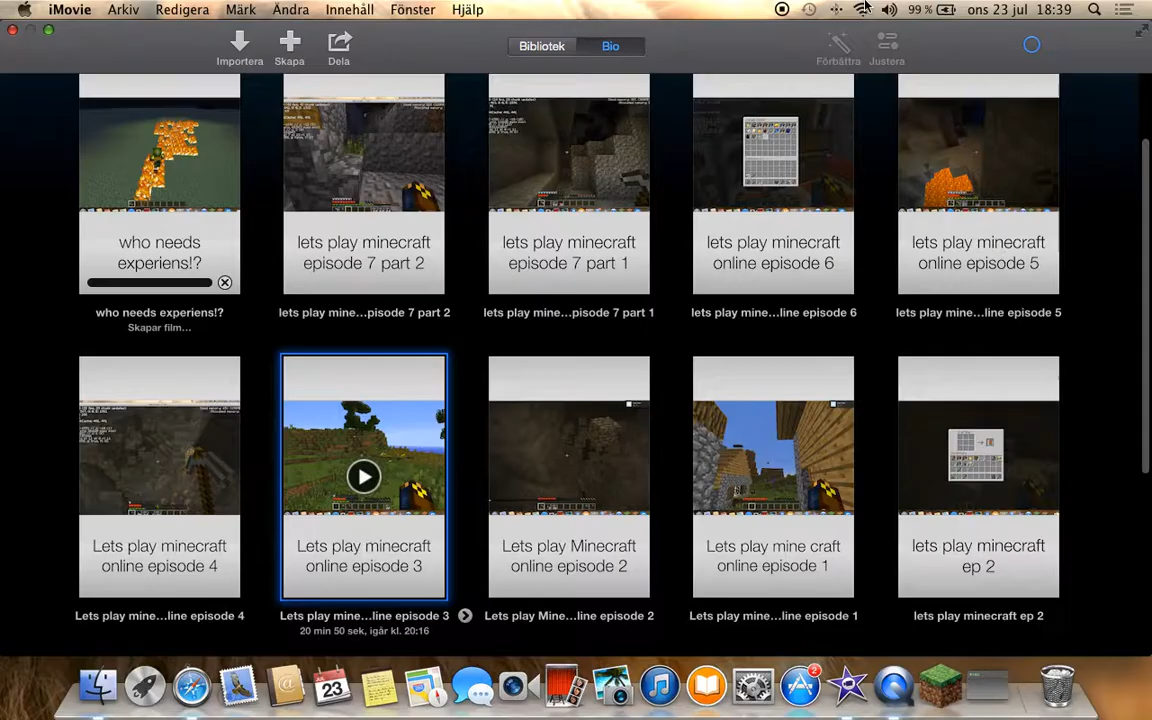 iMovie Arkiv Redigera Märk Ändra Innehåll Fönster Hjälp 99 % ons 23 jul 18:39
Importera Skapa Dela Bibliotek Bio Förbättra Justera
who needs
experiens!?
lets play minecraft
episode 7 part 2
lets play minecraft
episode 7 part 1
lets play minecraft
online episode 6
lets play minecraft
online episode 5
who needs experiens!?
Skapar film...
lets play mine...pisode 7 part 2
lets play mine...pisode 7 part 1
lets play mine...line episode 6
lets play mine...line episode 5
Lets play minecraft
online episode 4
Lets play minecraft
online episode 3
Lets play Minecraft
online episode 2
Lets play mine craft
online episode 1
lets play minecraft
ep 2
Lets play mine...line episode 4
Lets play mine...line episode 3
20 min 50 sek, igår kl. 20:16
Lets play Mine...line episode 2
Lets play mine...line episode 1
lets play minecraft ep 2
23
2